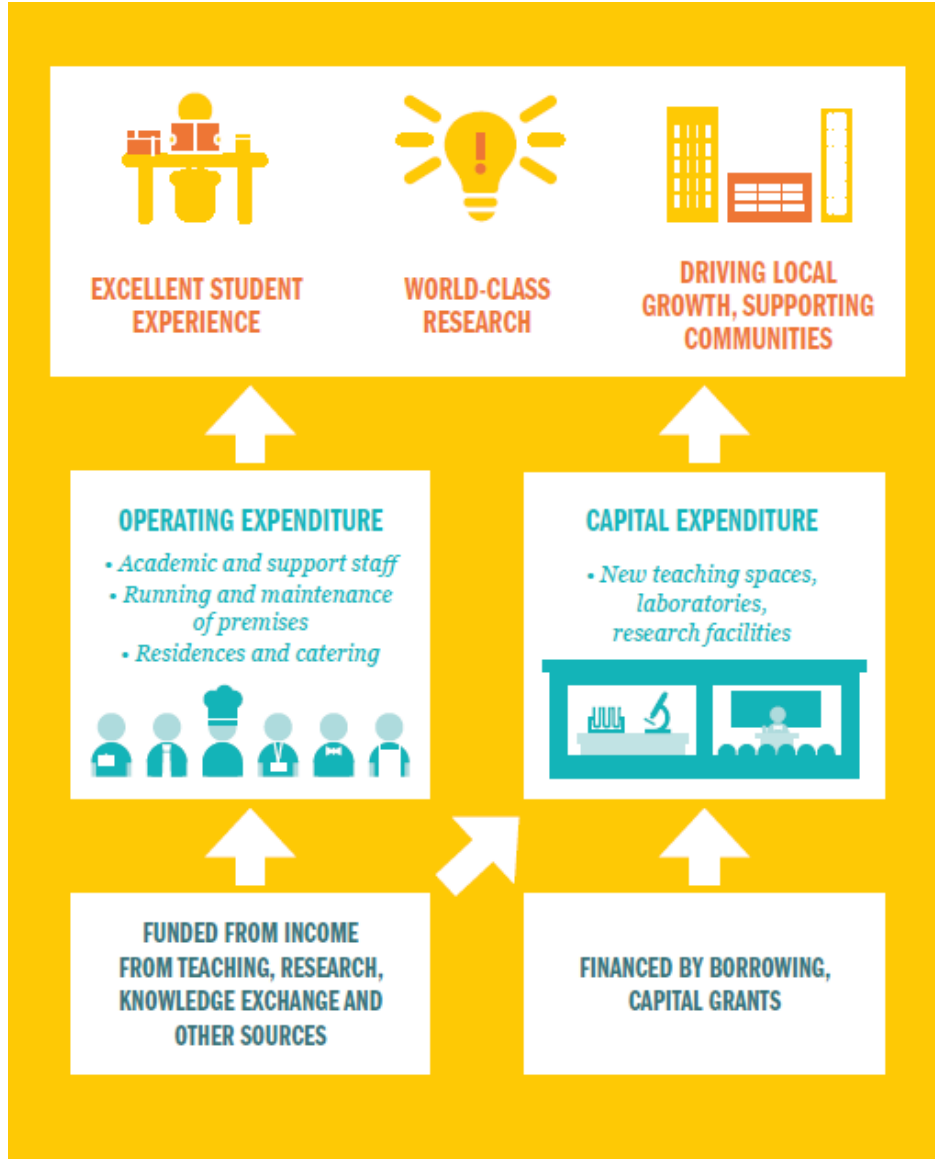 EXCELLENT STUDENT
EXPERIENCE
WORLD-CLASS
RESEARCH
DRIVING LOCAL
GROWTH, SUPPORTING
COMMUNITIES
OPERATING EXPENDITURE
• Academic and support staff
• Running and maintenance
of premises
• Residences and catering
CAPITAL EXPENDITURE
• New teaching spaces,
laboratories,
research facilities
FUNDED FROM INCOME
FROM TEACHING, RESEARCH,
KNOWLEDGE EXCHANGE AND
OTHER SOURCES
FINANCED BY BORROWING,
CAPITAL GRANTS